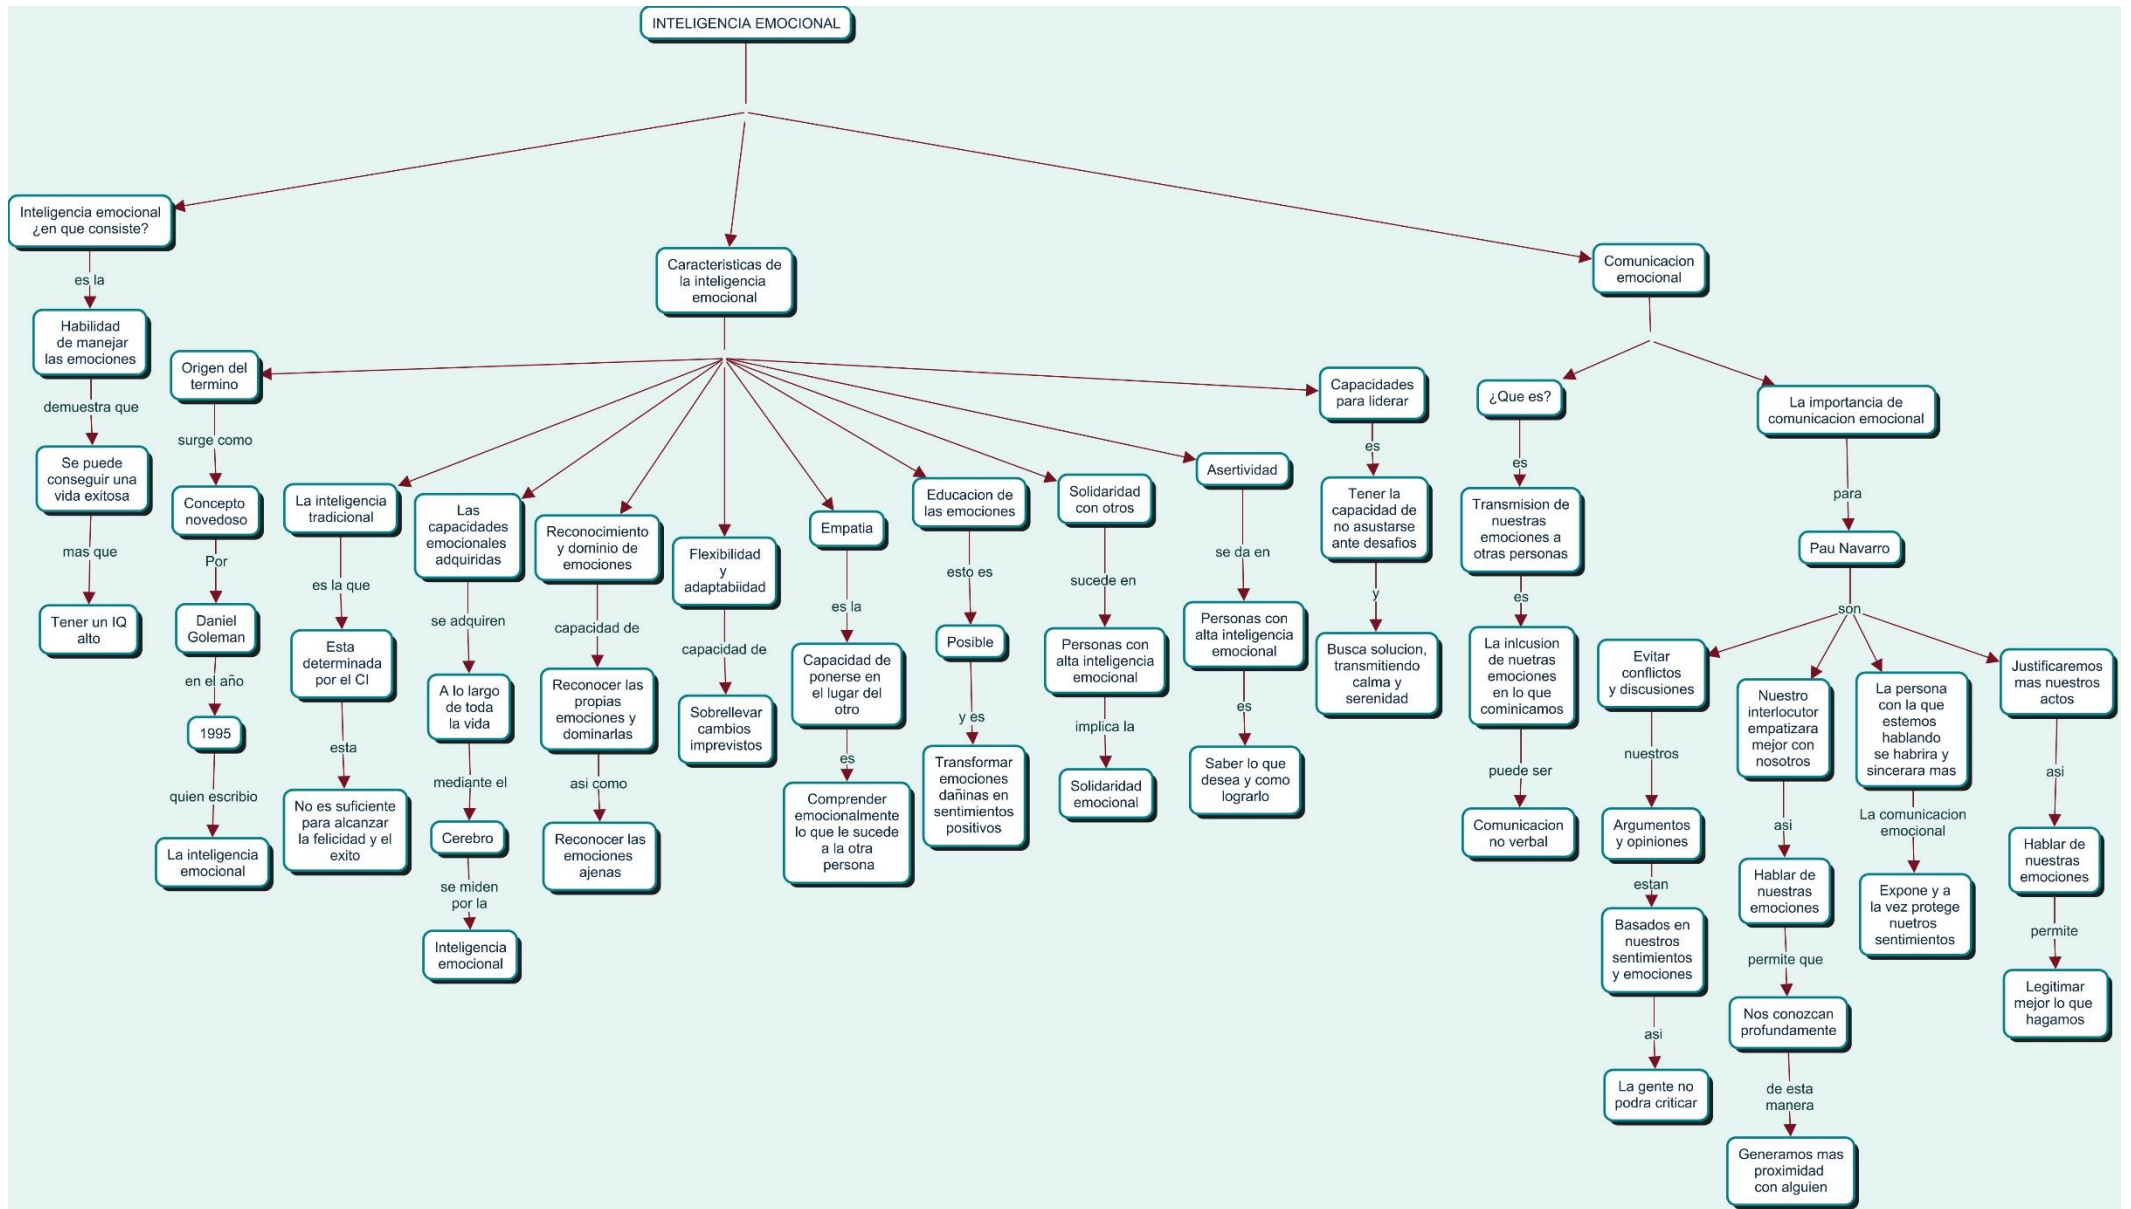 INTELIGENCIA EMOCIONAL
Inteligencia emocional
¿en que consiste?
es la
Habilidad
de manejar
las emociones
demuestra que
Se puede
conseguir una
vida exitosa
mas que
Tener un IQ
alto
Caracteristicas de
la inteligencia
emocional
Origen del
termino
surge como
Concepto
novedoso
Por
Daniel
Goleman
en el año
1995
quien escribio
La inteligencia
emocional
La inteligencia
tradicional
es la que
Esta
determinada
por el CI
esta
No es suficiente
para alcanzar
la felicidad y el
exito
Las
capacidades
emocionales
adquiridas
se adquieren
A lo largo
de toda
la vida
mediante el
Cerebro
se miden
por la
Inteligencia
emocional
Reconocimiento
y dominio de
emociones
capacidad de
Reconocer las
propias
emociones y
dominarlas
asi como
Reconocer las
emociones
ajenas
Flexibilidad
y
adaptabiidad
capacidad de
Sobrellevar
cambios
imprevistos
Empatia
es la
Capacidad de
ponerse en
el lugar del
otro
es
Comprender
emocionalmente
lo que le sucede
a la otra
persona
Educacion de
las emociones
esto es
Posible
y es
Transformar
emociones
dañinas en
sentimientos
positivos
Solidaridad
con otros
sucede en
Personas con
alta inteligencia
emocional
implica la
Solidaridad
emocional
Asertividad
se da en
Personas con
alta inteligencia
emocional
es
Saber lo que
desea y como
lograrlo
Capacidades
para liderar
es
Tener la
capacidad de
no asustarse
ante desafios
y
Busca solucion,
transmitiendo
calma y
serenidad
Comunicacion
emocional
¿Que es?
es
Transmision de
nuestras
emociones a
otras personas
es
La inlcusion
de nuetras
emociones
en lo que
cominicamos
puede ser
Comunicacion
no verbal
La importancia de
comunicacion emocional
para
Pau Navarro
son
Evitar
conflictos
y discusiones
nuestros
Argumentos
y opiniones
estan
Basados en
nuestros
sentimientos
y emociones
asi
La gente no
podra criticar
Nuestro
interlocutor
empatizara
mejor con
nosotros
asi
Hablar de
nuestras
emociones
permite que
Nos conozcan
profundamente
de esta
manera
Generamos mas
proximidad
con alguien
La persona
con la que
estemos
hablando
se habrira y
sincerara mas
La comunicacion
emocional
Expone y a
la vez protege
nuetros
sentimientos
Justificaremos
mas nuestros
actos
asi
Hablar de
nuestras
emociones
permite
Legitimar
mejor lo que
hagamos